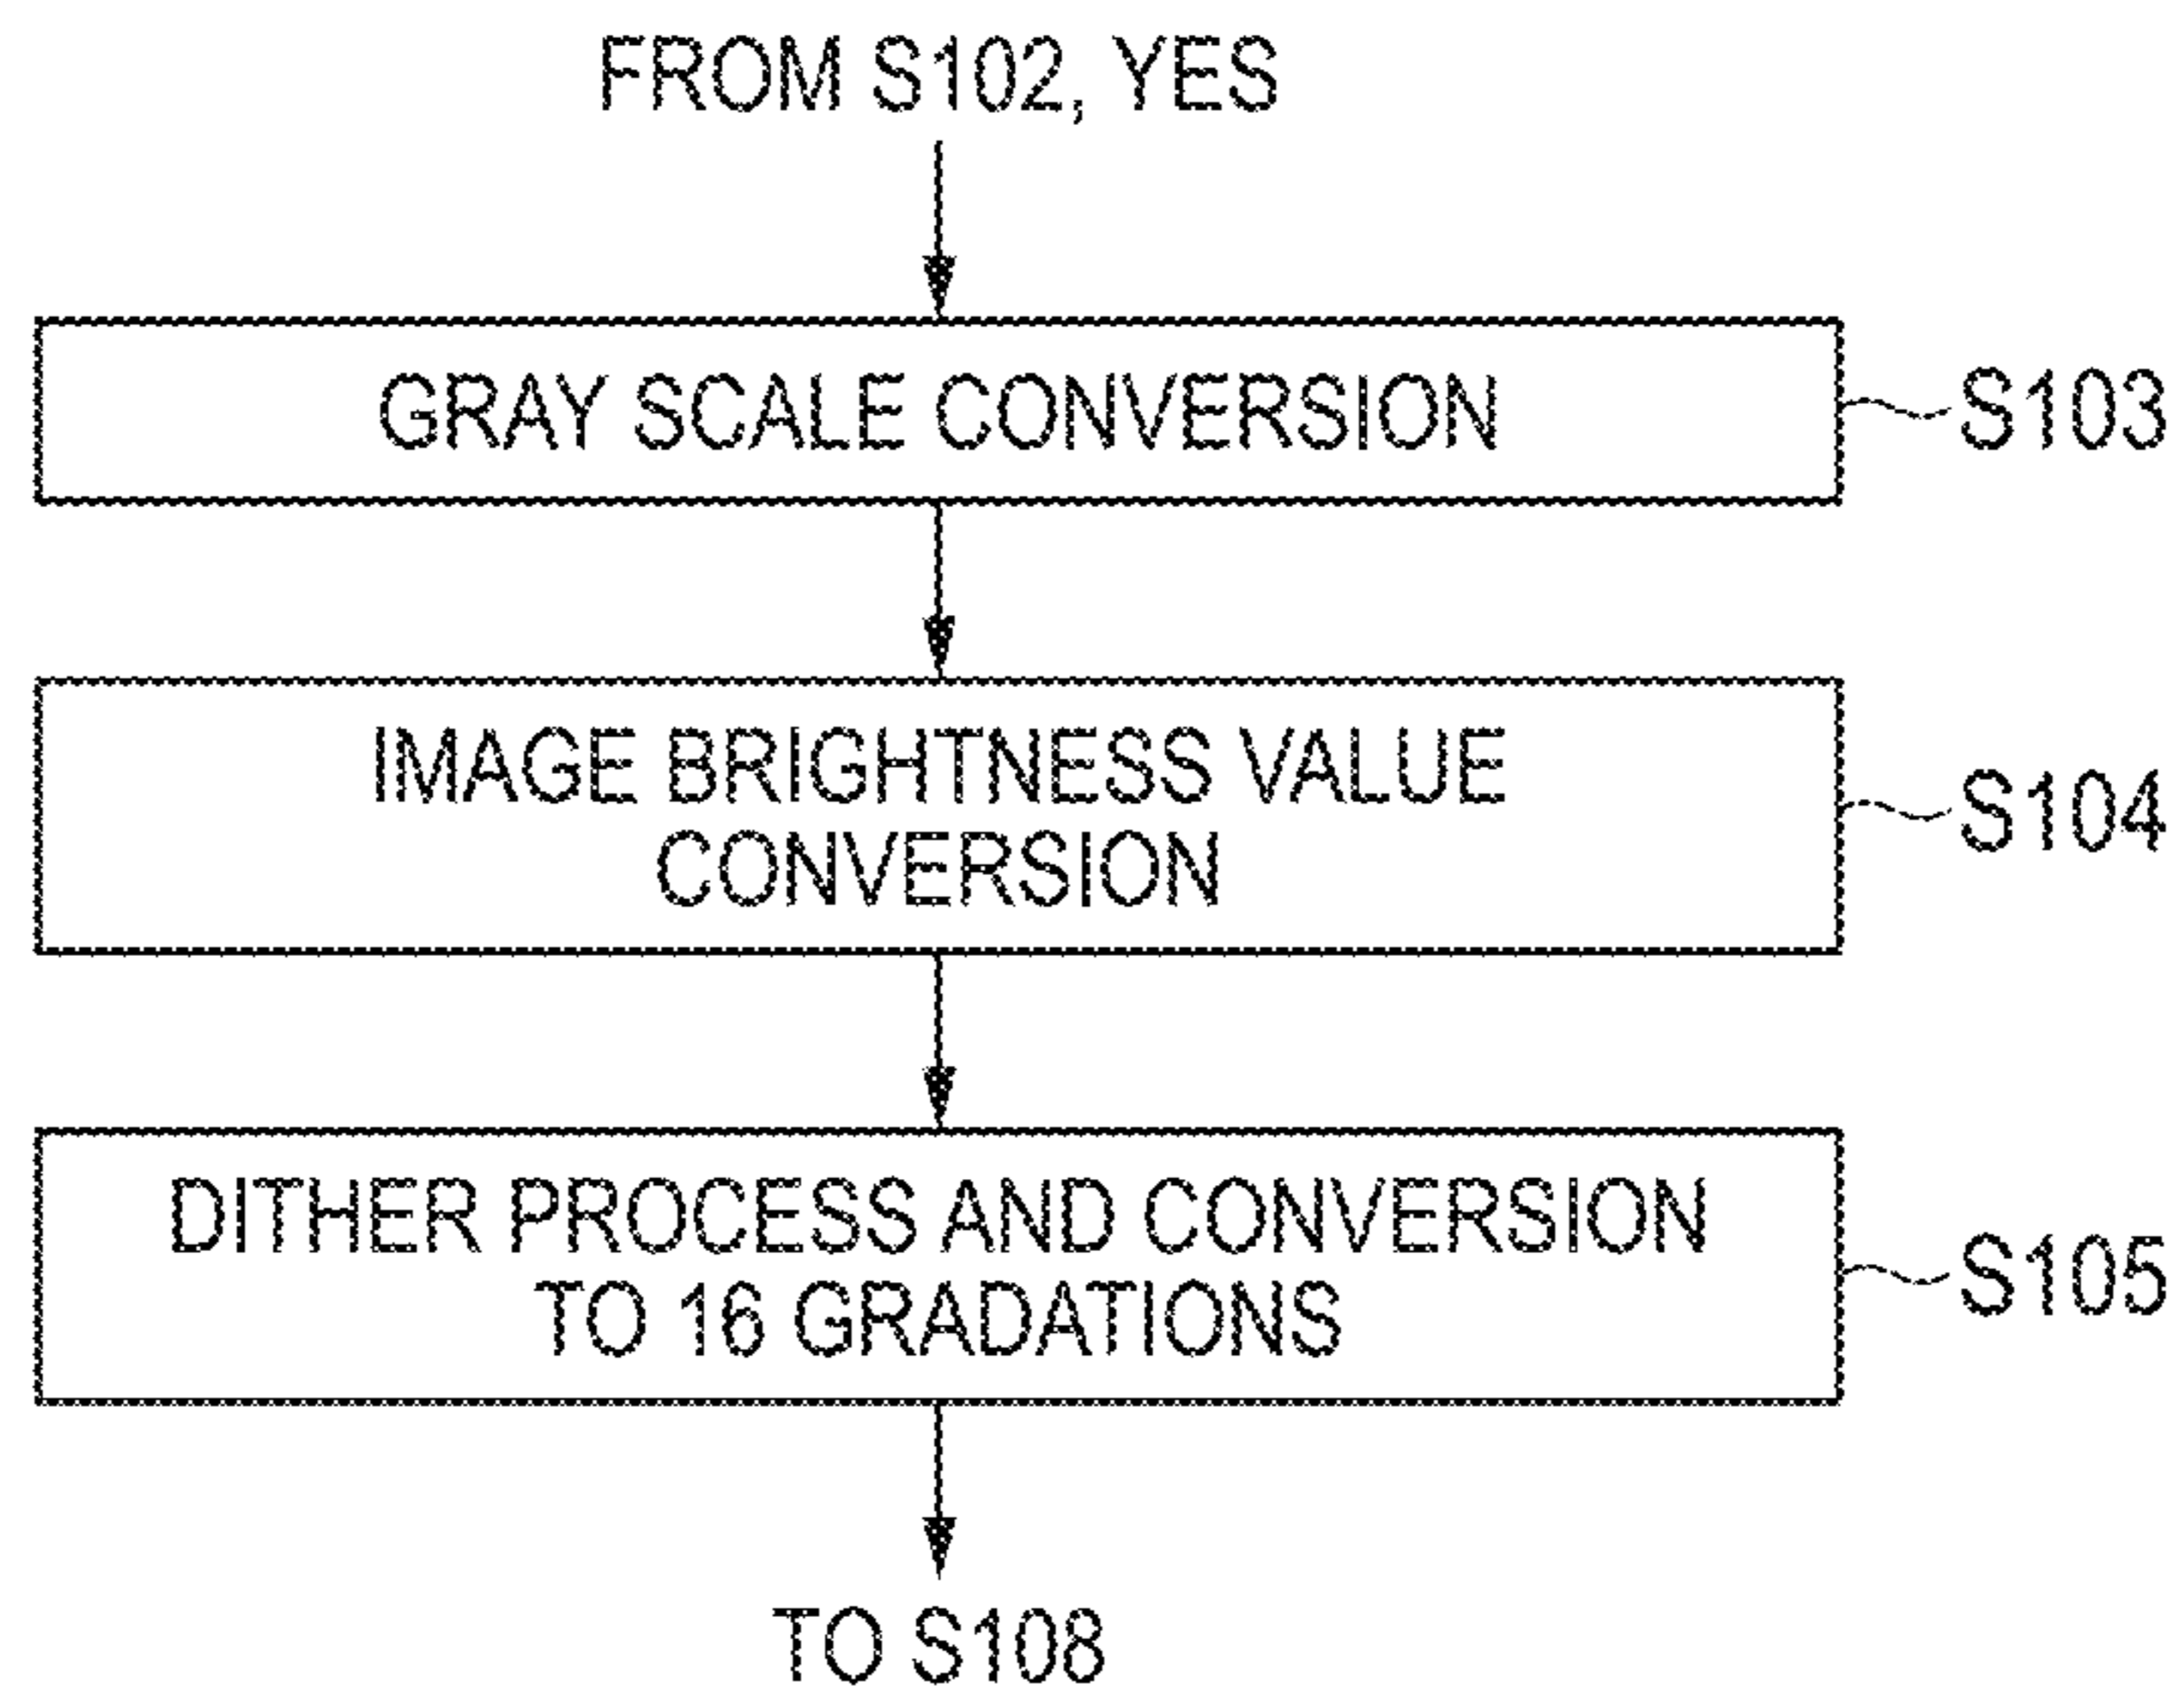 FROM S102, YES
GRAY SCALE CONVERSION
S103
IMAGE BRIGHTNESS VALUE
CONVERSION
S104
DITHER PROCESS AND CONVERSION
TO 16 GRADATIONS
S105
TO S108